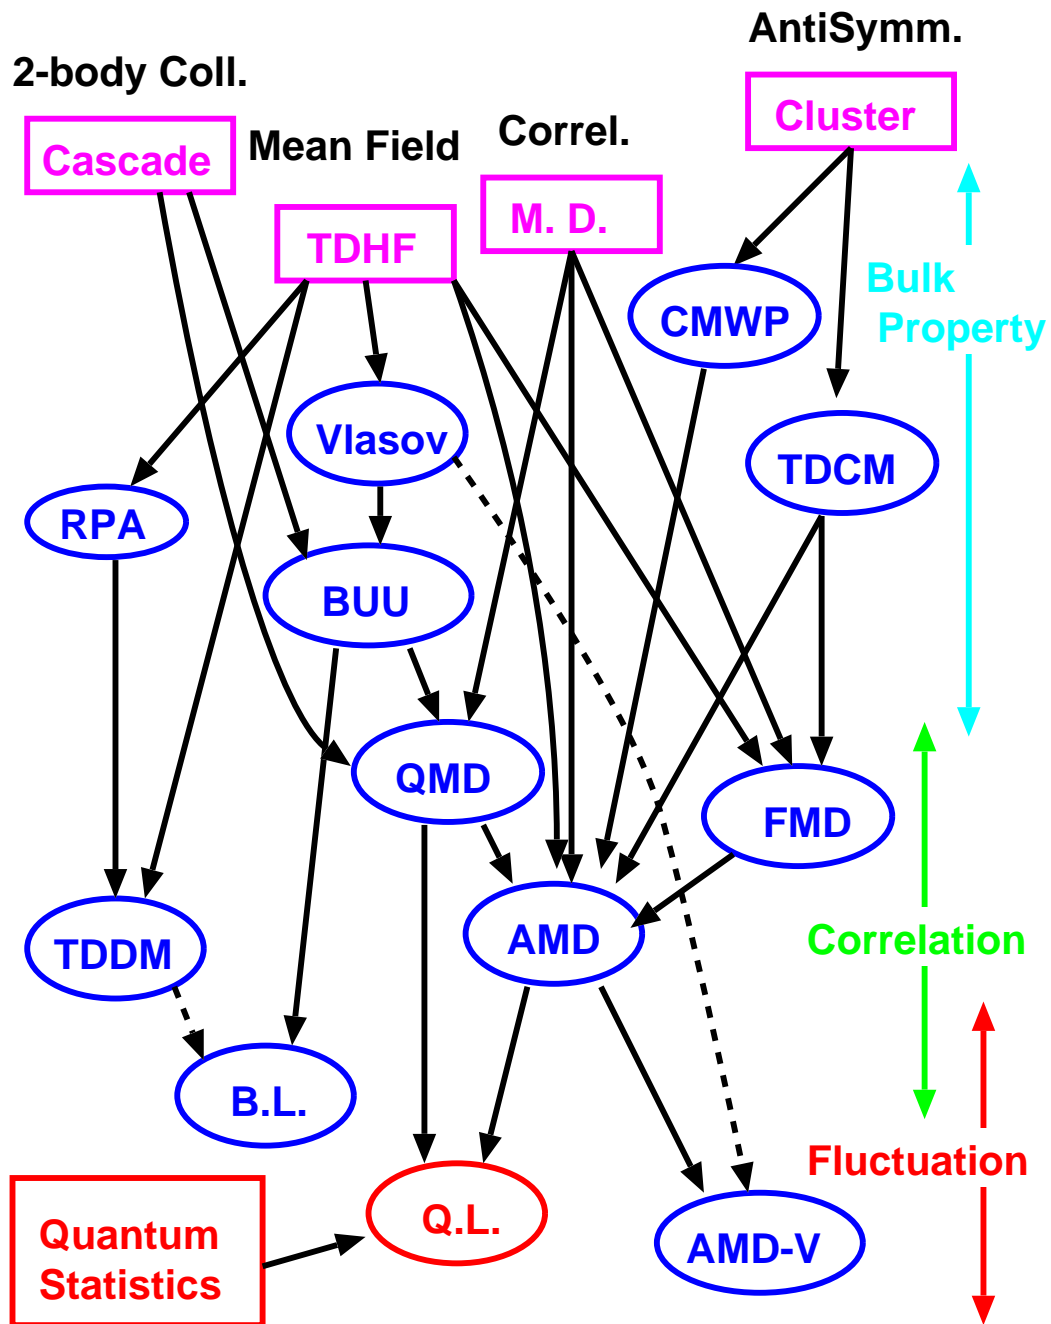 AntiSymm.
2-body Coll.
Cluster
Mean Field
Correl.
Cascade
M. D.
TDHF
Bulk
Property
CMWP
Vlasov
TDCM
RPA
BUU
QMD
FMD
AMD
Correlation
TDDM
B.L.
Fluctuation
Q.L.
Quantum
Statistics
AMD-V